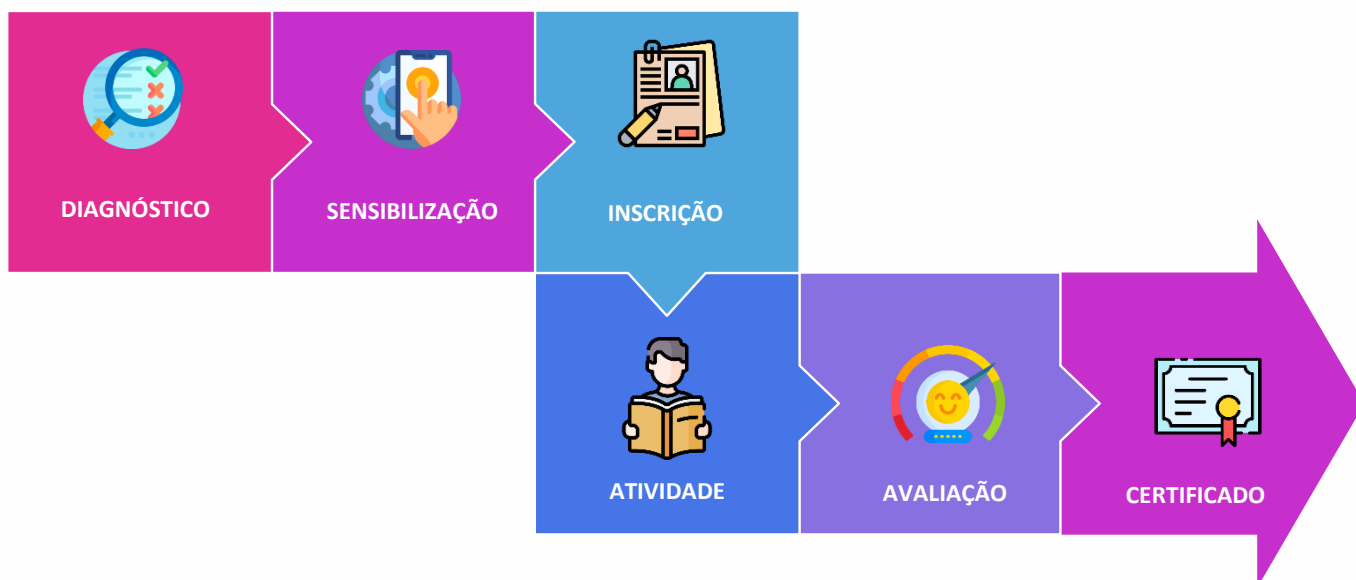 DIAGNÓSTICO
SENSIBILIZAÇÃO
INSCRIÇÃO
ATIVIDADE
AVALIAÇÃO
CERTIFICADO